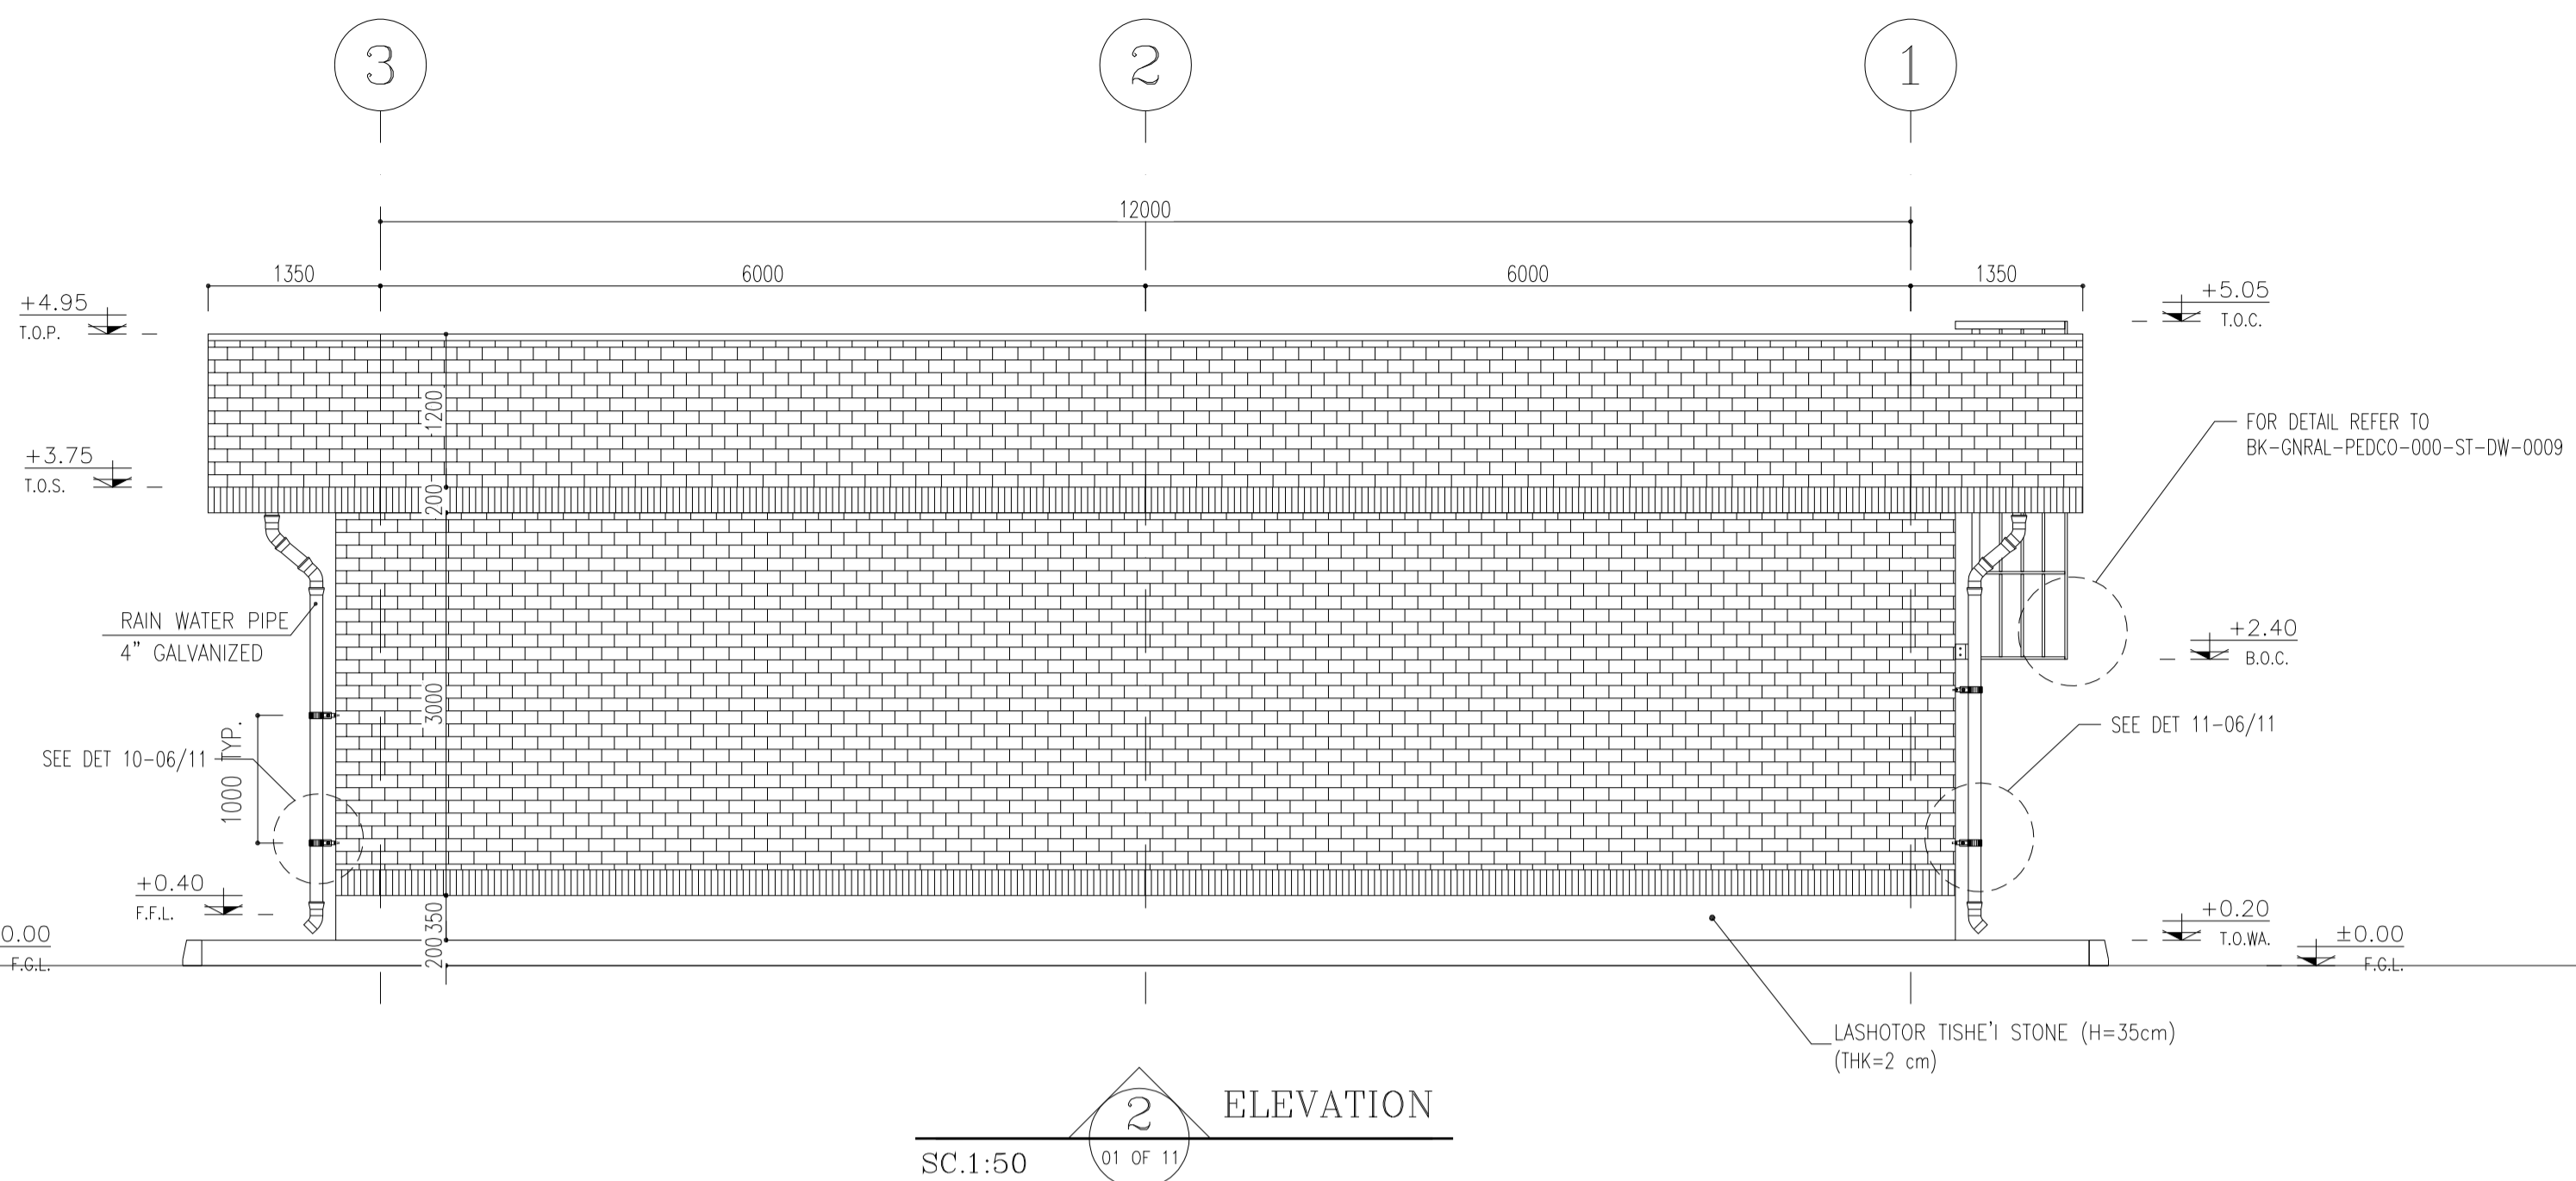 3
2
1
12000
1350
6000
6000
1350
+4.95
T.O.P.
+5.05
T.O.C.
1200
FOR DETAIL REFER TO
BK-GNRAL-PEDCO-000-ST-DW-0009
+3.75
T.O.S.
200
RAIN WATER PIPE
4" GALVANIZED
+2.40
B.O.C.
3000
1000 TYP.
SEE DET 10-06/11
SEE DET 11-06/11
+0.40
F.F.L.
350
200
+0.20
T.O.WA.
0.00
F.G.L.
±0.00
F.G.L.
LASHOTOR TISHE'I STONE (H=35cm)
(THK=2 cm)
2
ELEVATION
SC.1:50
01 OF 11